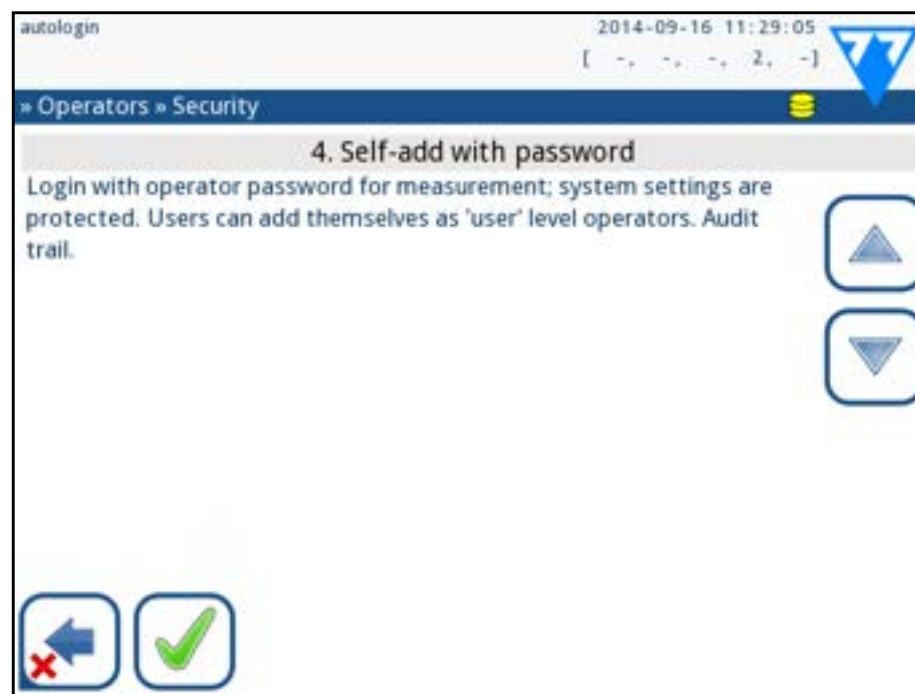 autologin
2014-09-16 11:29:05
[ -, -, -, 2, -]
» Operators » Security
4. Self-add with password
Login with operator password for measurement; system settings are
protected. Users can add themselves as 'user' level operators. Audit
trail.